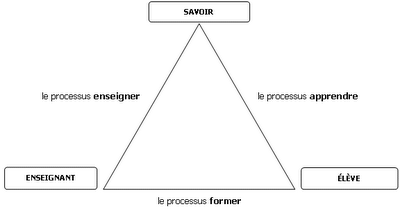 SAVOIR
le processus enseigner
le processus apprendre
ENSEIGNANT
ÉLÈVE
le processus former